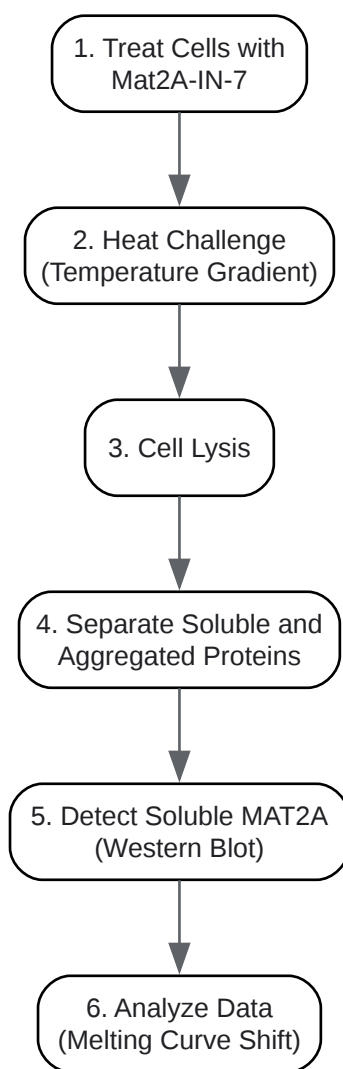 1. Treat Cells with
Mat2A-IN-7
2. Heat Challenge
(Temperature Gradient)
3. Cell Lysis
4. Separate Soluble and
Aggregated Proteins
5. Detect Soluble MAT2A
(Western Blot)
6. Analyze Data
(Melting Curve Shift)